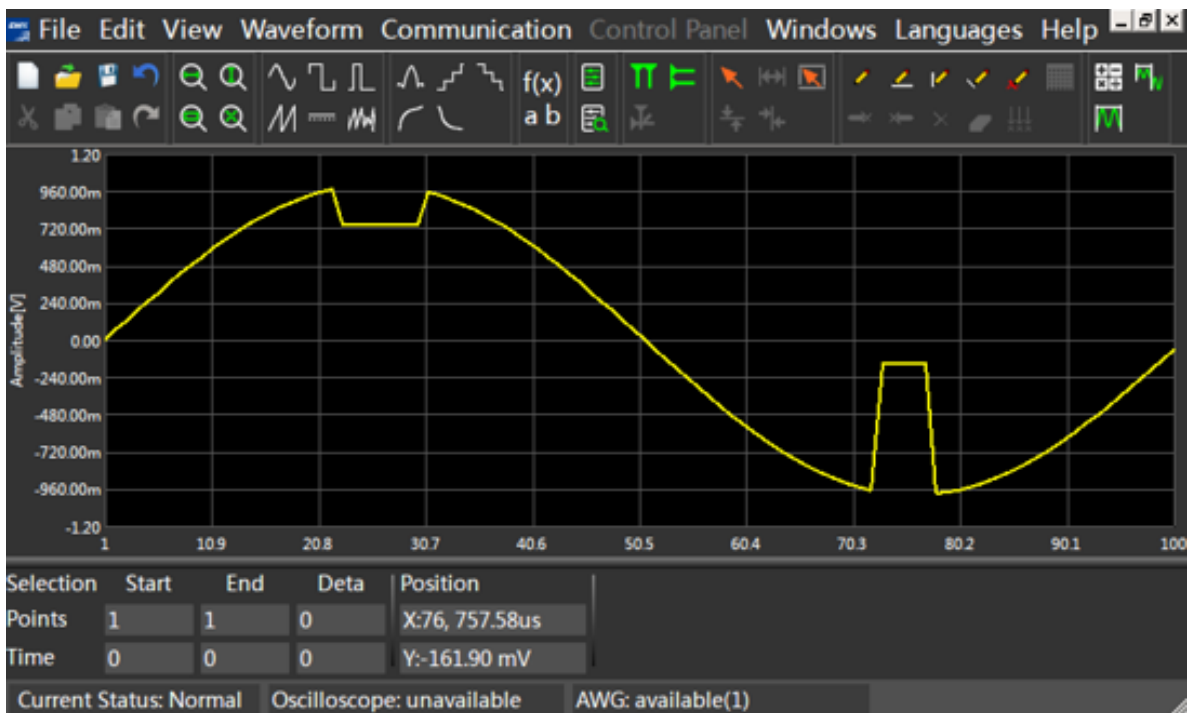 File Edit View Waveform Communication Control Panel Windows Languages Help
f(x)
a b
1.20
960.00m
720.00m
480.00m
240.00m
0.00
-240.00m
-480.00m
-720.00m
-960.00m
-1.20
Amplitude[V]
1 10.9 20.8 30.7 40.6 50.5 60.4 70.3 80.2 90.1 100
Selection Start End Deta Position
Points 1 1 0 X:76, 757.58us
Time 0 0 0 Y:-161.90 mV
Current Status: Normal Oscilloscope: unavailable AWG: available(1)